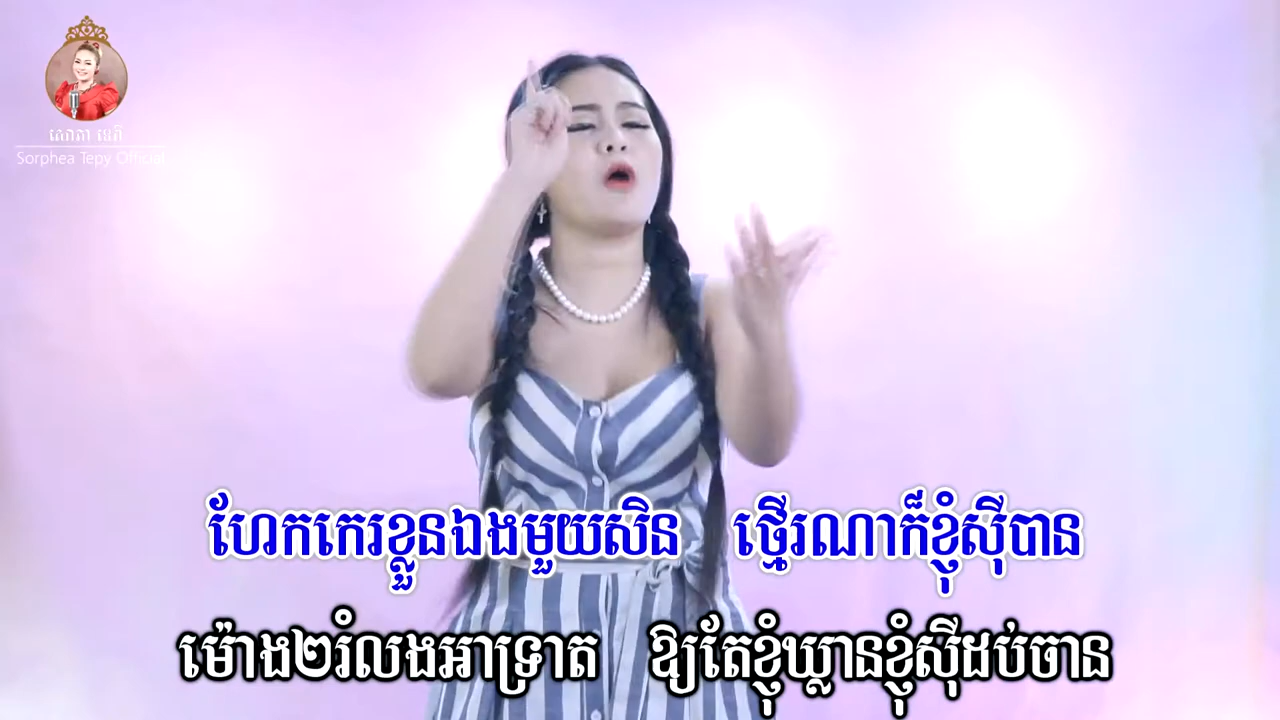 សោភា ទេពី
Sorphea Tepy Official
ហែកកេរខ្លួនឯងមួយសិន ថ្មើរណាក៏ខ្ញុំស៊ីបាន
ម៉ោង២រំលងអាទ្រាត ឱ្យតែខ្ញុំឃ្លានខ្ញុំស៊ីដប់ចាន